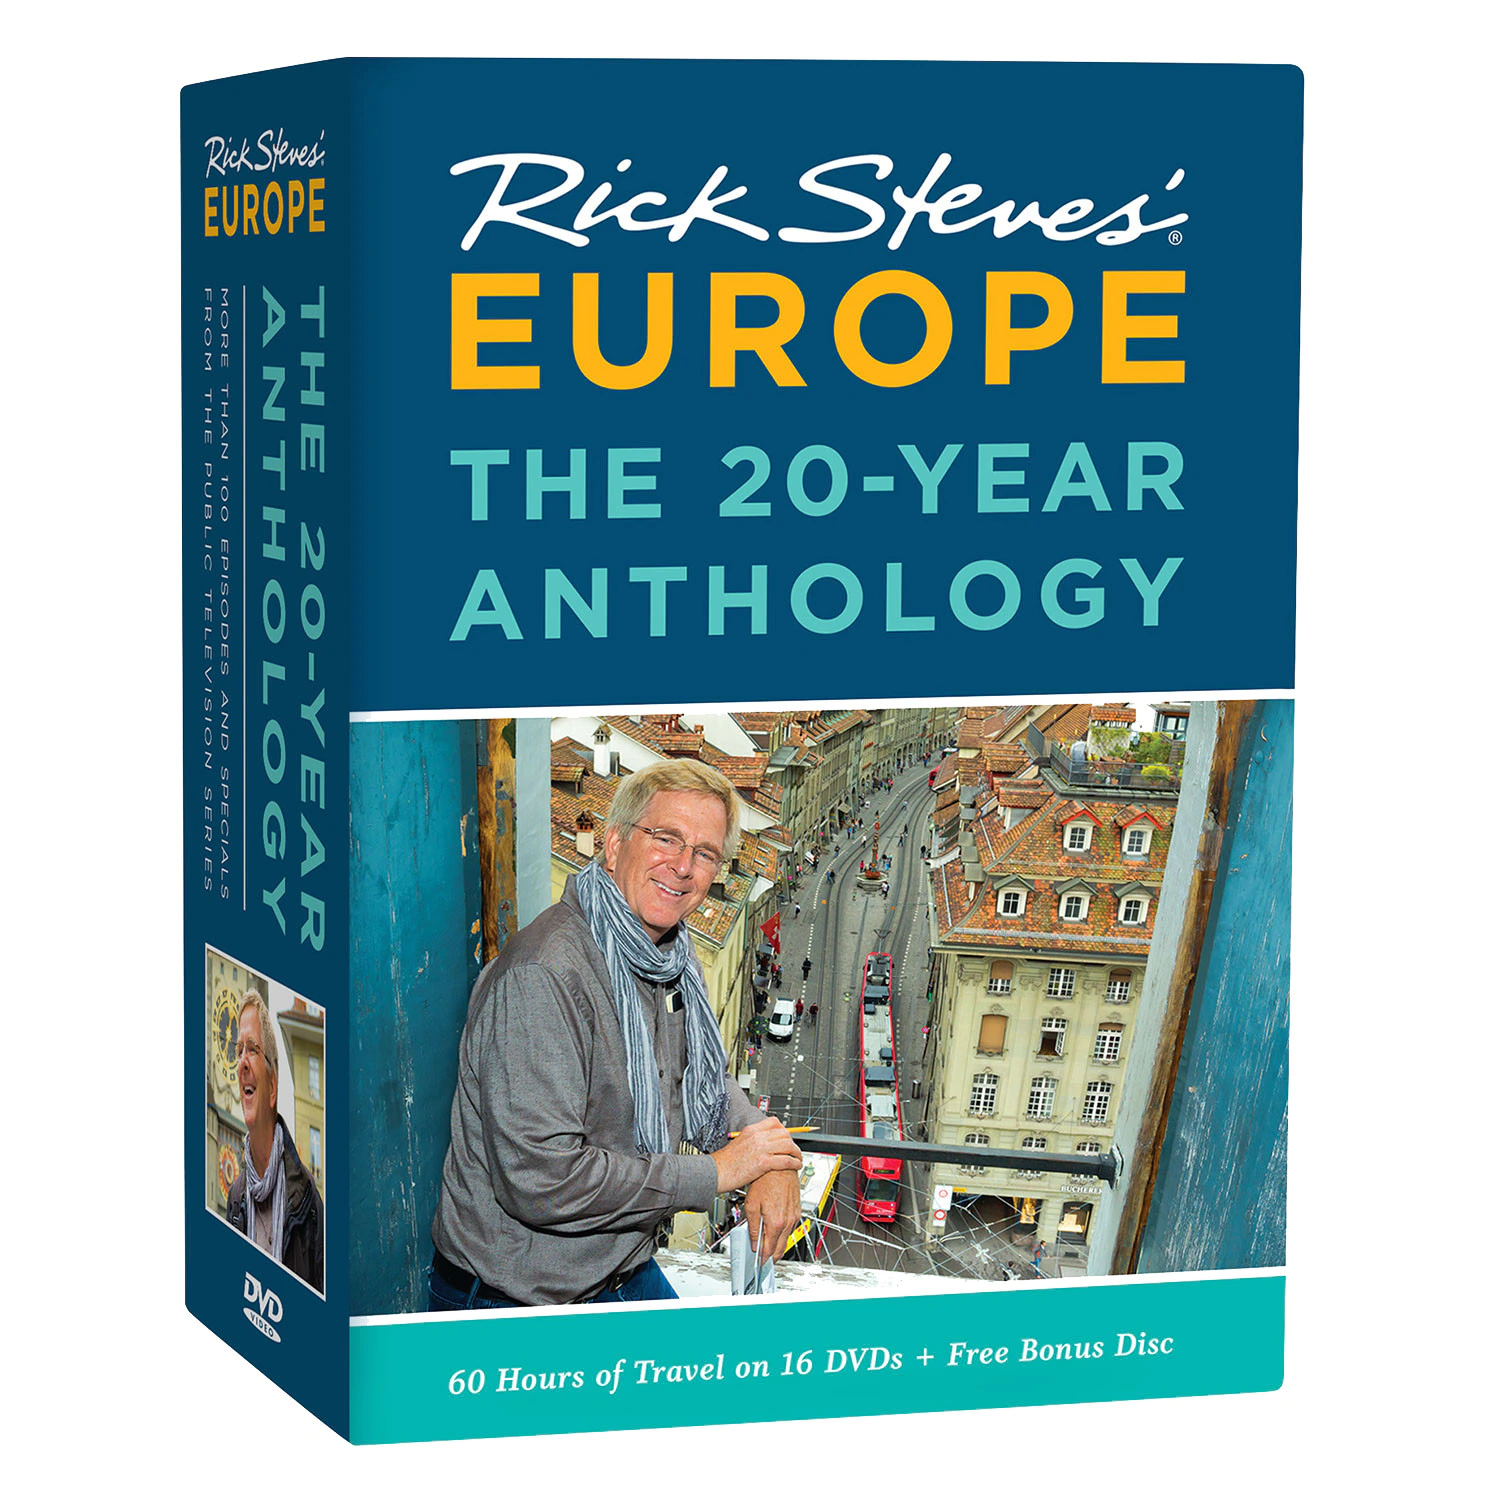 Rick Steves'
EUROPE
THE 20-YEAR
ANTHOLOGY
MORE THAN 100 EPISODES AND SPECIALS
FROM THE PUBLIC TELEVISION SERIES
DVD
VIDEO
Rick Steves'®
EUROPE
THE 20-YEAR
ANTHOLOGY
BUCHERER
60 Hours of Travel on 16 DVDs + Free Bonus Disc